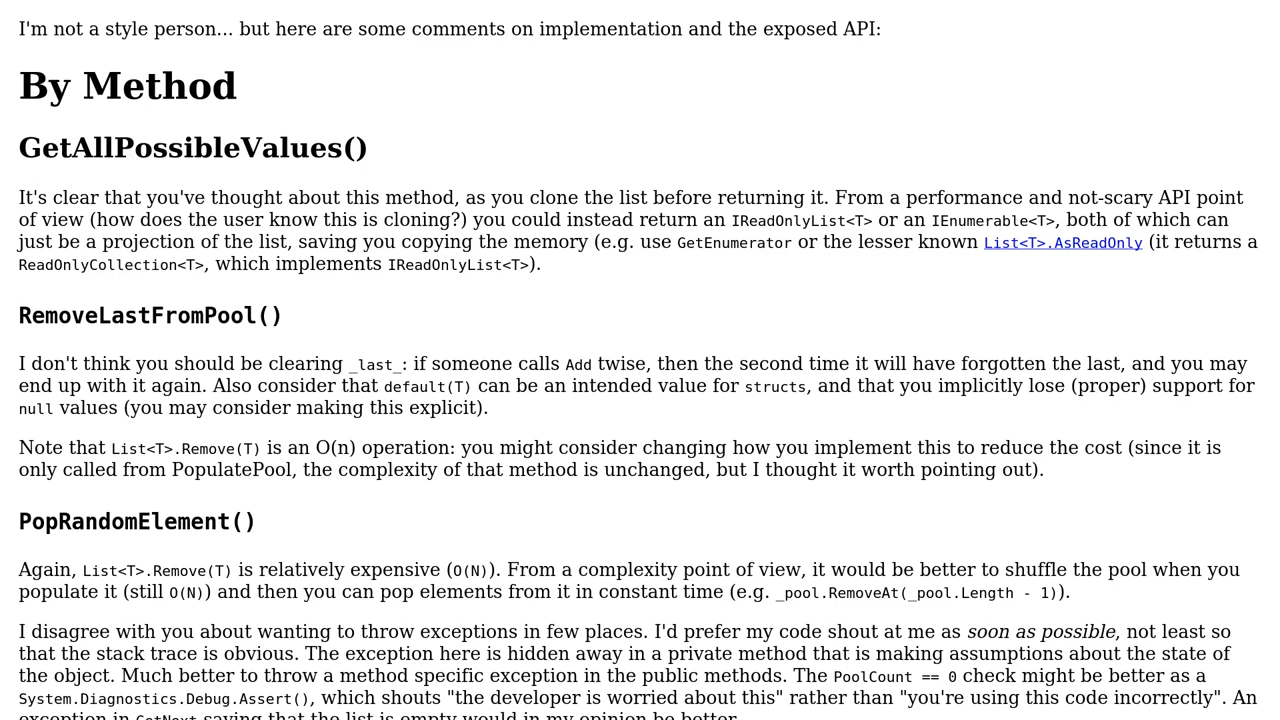 I'm not a style person... but here are some comments on implementation and the exposed API:
By Method
GetAllPossibleValues()
It's clear that you've thought about this method, as you clone the list before returning it. From a performance and not-scary API point
of view (how does the user know this is cloning?) you could instead return an IReadOnlyList<T> or an IEnumerable<T>, both of which can
just be a projection of the list, saving you copying the memory (e.g. use GetEnumerator or the lesser known List<T>.AsReadOnly (it returns a
ReadOnlyCollection<T>, which implements IReadOnlyList<T>).
RemoveLastFromPool()
I don't think you should be clearing _last_: if someone calls Add twise, then the second time it will have forgotten the last, and you may
end up with it again. Also consider that default(T) can be an intended value for structs, and that you implicitly lose (proper) support for
null values (you may consider making this explicit).
Note that List<T>.Remove(T) is an O(n) operation: you might consider changing how you implement this to reduce the cost (since it is
only called from PopulatePool, the complexity of that method is unchanged, but I thought it worth pointing out).
PopRandomElement()
Again, List<T>.Remove(T) is relatively expensive (O(N)). From a complexity point of view, it would be better to shuffle the pool when you
populate it (still O(N)) and then you can pop elements from it in constant time (e.g. _pool.RemoveAt(_pool.Length - 1)).
I disagree with you about wanting to throw exceptions in few places. I'd prefer my code shout at me as soon as possible, not least so
that the stack trace is obvious. The exception here is hidden away in a private method that is making assumptions about the state of
the object. Much better to throw a method specific exception in the public methods. The PoolCount == 0 check might be better as a
System.Diagnostics.Debug.Assert(), which shouts "the developer is worried about this" rather than "you're using this code incorrectly". An
exception in GetNext saying that the list is empty would in my opinion be better.